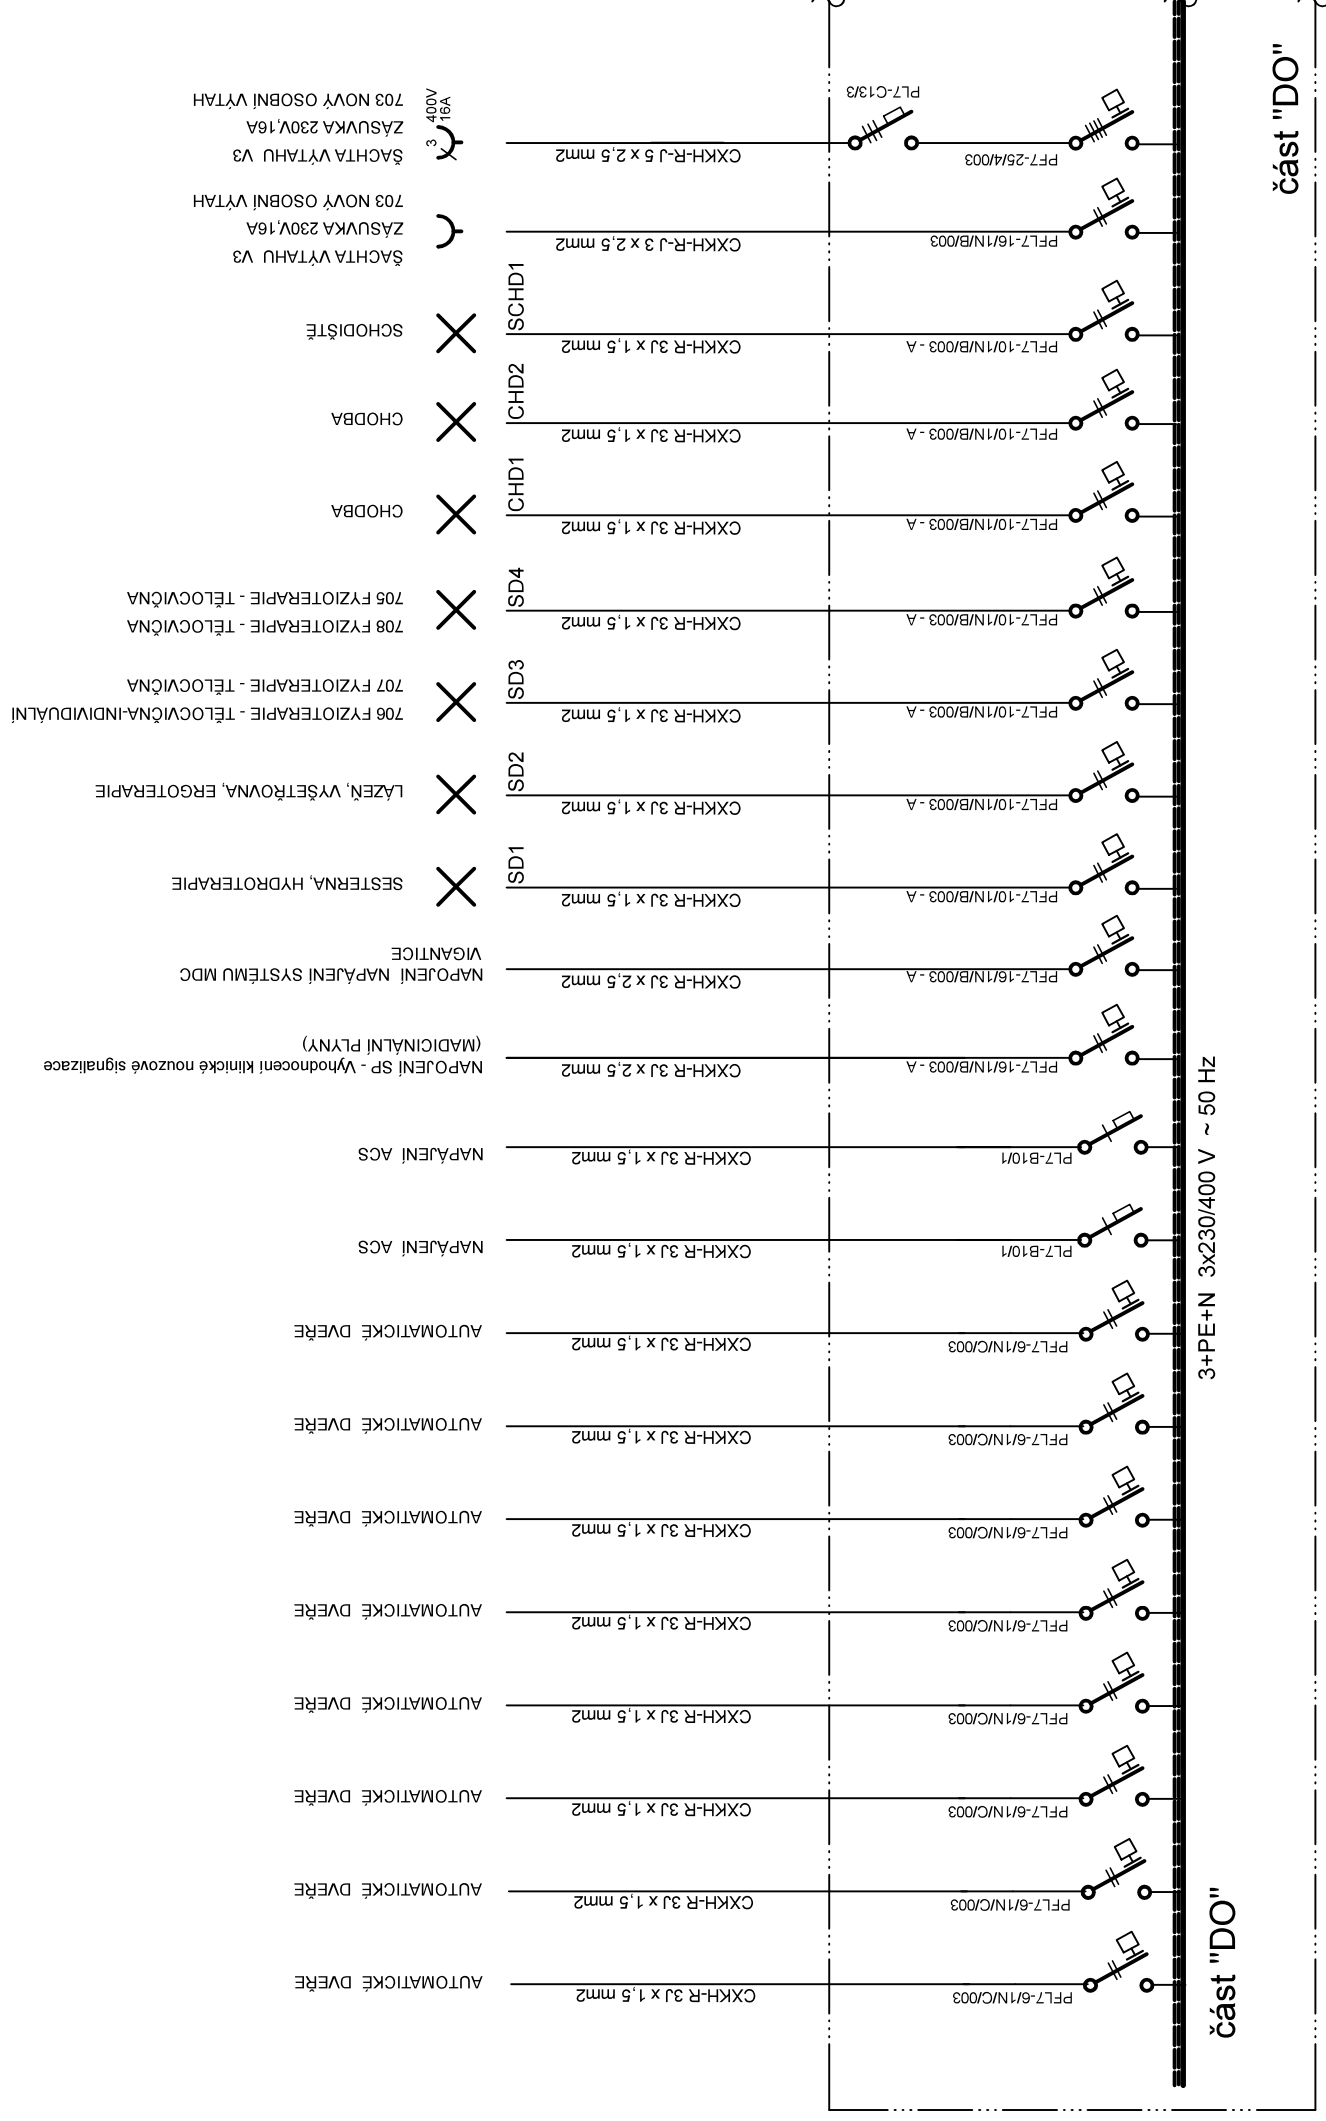 část "DO"
ŠACHTA VÝTAHU V3
ZÁSUVKA 230V,16A
703 NOVÝ OSOBNÍ VÝTAH
3
400V
16A
CXKH-R-J 5 x 2,5 mm2
PL7-C13/3
PF7-25/4/003
ŠACHTA VÝTAHU V3
ZÁSUVKA 230V,16A
703 NOVÝ OSOBNÍ VÝTAH
CXKH-R-J 3 x 2,5 mm2
PFL7-16/1N/B/003
SCHODIŠTĚ
SCHD1
CXKH-R 3J x 1,5 mm2
PFL7-10/1N/B/003 - A
CHODBA
CHD2
CXKH-R 3J x 1,5 mm2
PFL7-10/1N/B/003 - A
CHODBA
CHD1
CXKH-R 3J x 1,5 mm2
PFL7-10/1N/B/003 - A
708 FYZIOTERAPIE - TĚLOCVIČNA
705 FYZIOTERAPIE - TĚLOCVIČNA
SD4
CXKH-R 3J x 1,5 mm2
PFL7-10/1N/B/003 - A
706 FYZIOTERAPIE - TĚLOCVIČNA-INDIVIDUÁLNÍ
707 FYZIOTERAPIE - TĚLOCVIČNA
SD3
CXKH-R 3J x 1,5 mm2
PFL7-10/1N/B/003 - A
LÁZEŇ, VYŠETŘOVNA, ERGOTERAPIE
SD2
CXKH-R 3J x 1,5 mm2
PFL7-10/1N/B/003 - A
SESTERNA, HYDROTERAPIE
SD1
CXKH-R 3J x 1,5 mm2
PFL7-10/1N/B/003 - A
NAPOJENÍ NAPÁJENÍ SYSTÉMU MDC
VIGANTICE
CXKH-R 3J x 2,5 mm2
PFL7-16/1N/B/003 - A
NAPOJENÍ SP - Vyhodnocení klinické nouzové signalizace
(MADICINÁLNÍ PLYNY)
CXKH-R 3J x 2,5 mm2
PFL7-16/1N/B/003 - A
NAPÁJENÍ ACS
CXKH-R 3J x 1,5 mm2
PL7-B10/1
NAPÁJENÍ ACS
CXKH-R 3J x 1,5 mm2
PL7-B10/1
3+PE+N 3x230/400 V ~ 50 Hz
AUTOMATICKÉ DVEŘE
CXKH-R 3J x 1,5 mm2
PFL7-6/1N/C/003
AUTOMATICKÉ DVEŘE
CXKH-R 3J x 1,5 mm2
PFL7-6/1N/C/003
AUTOMATICKÉ DVEŘE
CXKH-R 3J x 1,5 mm2
PFL7-6/1N/C/003
AUTOMATICKÉ DVEŘE
CXKH-R 3J x 1,5 mm2
PFL7-6/1N/C/003
AUTOMATICKÉ DVEŘE
CXKH-R 3J x 1,5 mm2
PFL7-6/1N/C/003
AUTOMATICKÉ DVEŘE
CXKH-R 3J x 1,5 mm2
PFL7-6/1N/C/003
AUTOMATICKÉ DVEŘE
CXKH-R 3J x 1,5 mm2
PFL7-6/1N/C/003
AUTOMATICKÉ DVEŘE
CXKH-R 3J x 1,5 mm2
PFL7-6/1N/C/003
část "DO"